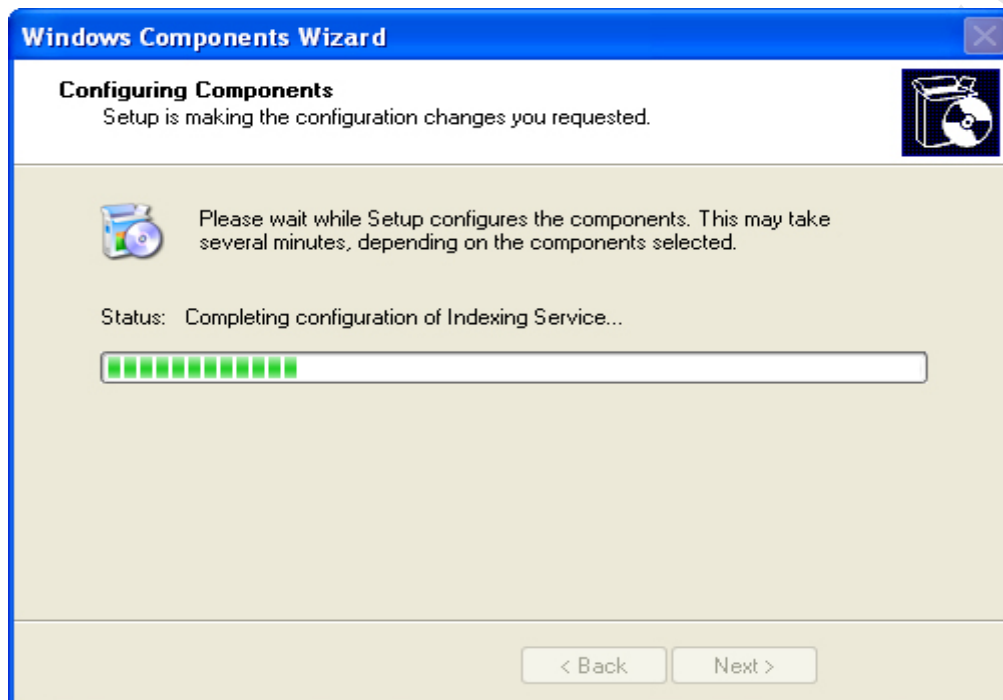 Windows Components Wizard
Configuring Components
Setup is making the configuration changes you requested.
Please wait while Setup configures the components. This may take
several minutes, depending on the components selected.
Status: Completing configuration of Indexing Service...
< Back Next >